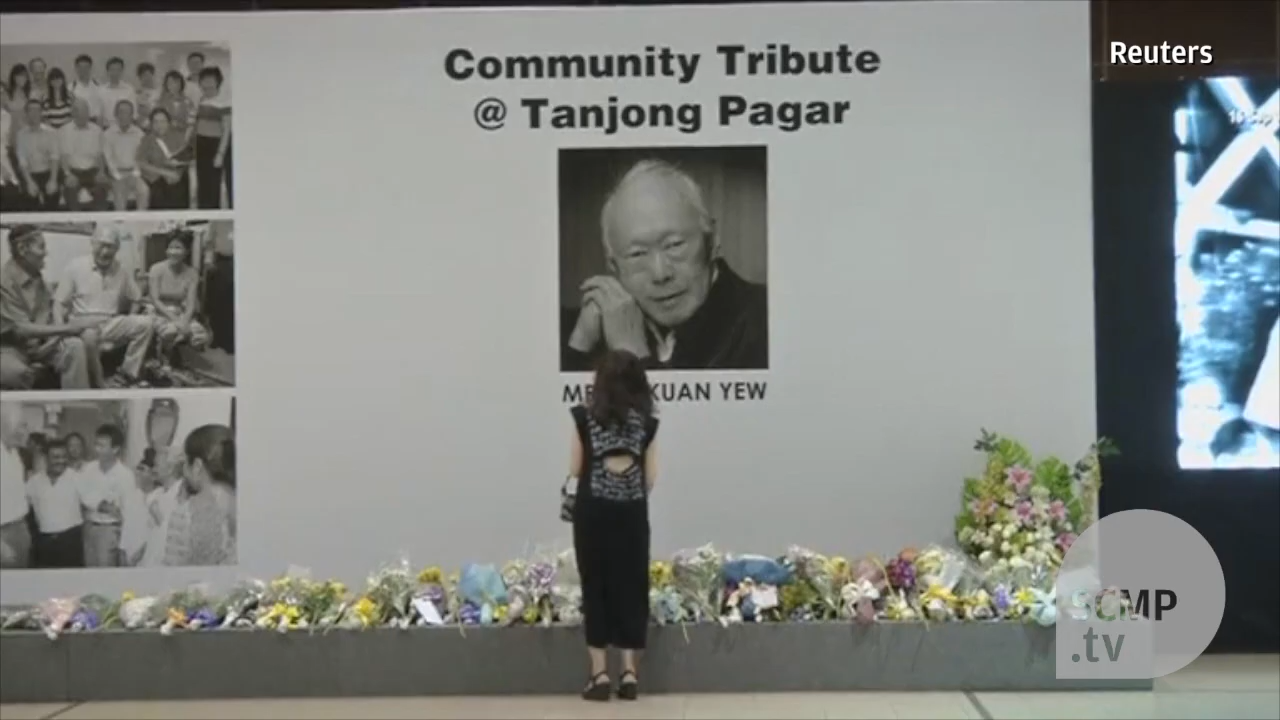 Community Tribute
@ Tanjong Pagar
KUAN YEW
Reuters
SCMP
.tv